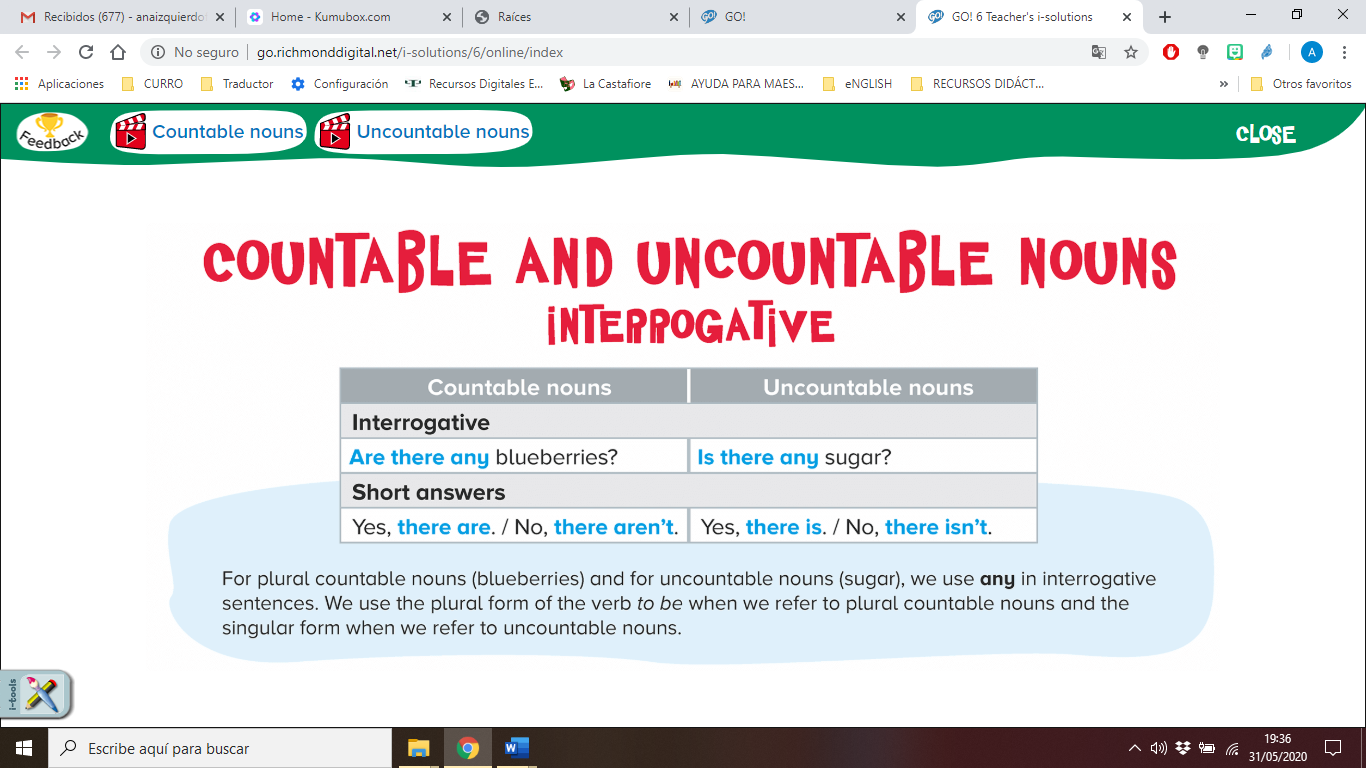 Recibidos (677) - anaizquierdo
Home - Kumubox.com
Raíces
GO!
GO! 6 Teacher's i-solutions
No seguro
go.richmonddigital.net/i-solutions/6/online/index
A
Aplicaciones
CURRO
Traductor
Configuración
Recursos Digitales E...
La Castafiore
AYUDA PARA MAES...
eNGLISH
RECURSOS DIDÁCT...
»
Otros favoritos
Feedback
Countable nouns
Uncountable nouns
CLOSE
COUNTABLE AND UNCOUNTABLE NOUNS
INTERROGATIVE
Countable nouns
Uncountable nouns
Interrogative
Are there any blueberries?
Is there any sugar?
Short answers
Yes, there are. / No, there aren't.
Yes, there is. / No, there isn't.
For plural countable nouns (blueberries) and for uncountable nouns (sugar), we use any in interrogative
sentences. We use the plural form of the verb to be when we refer to plural countable nouns and the
singular form when we refer to uncountable nouns.
i-tools
Escribe aquí para buscar
19:36
31/05/2020